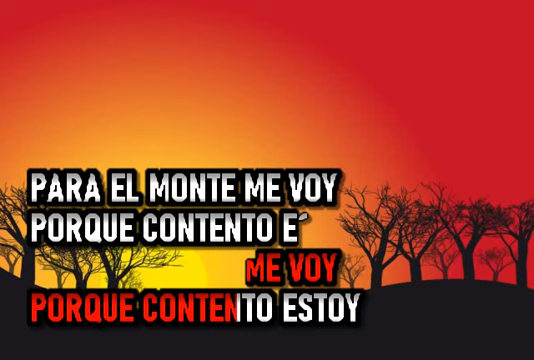 PARA EL MONTE ME VOY
PORQUE CONTENTO E´
ME VOY
PORQUE CONTENTO ESTOY